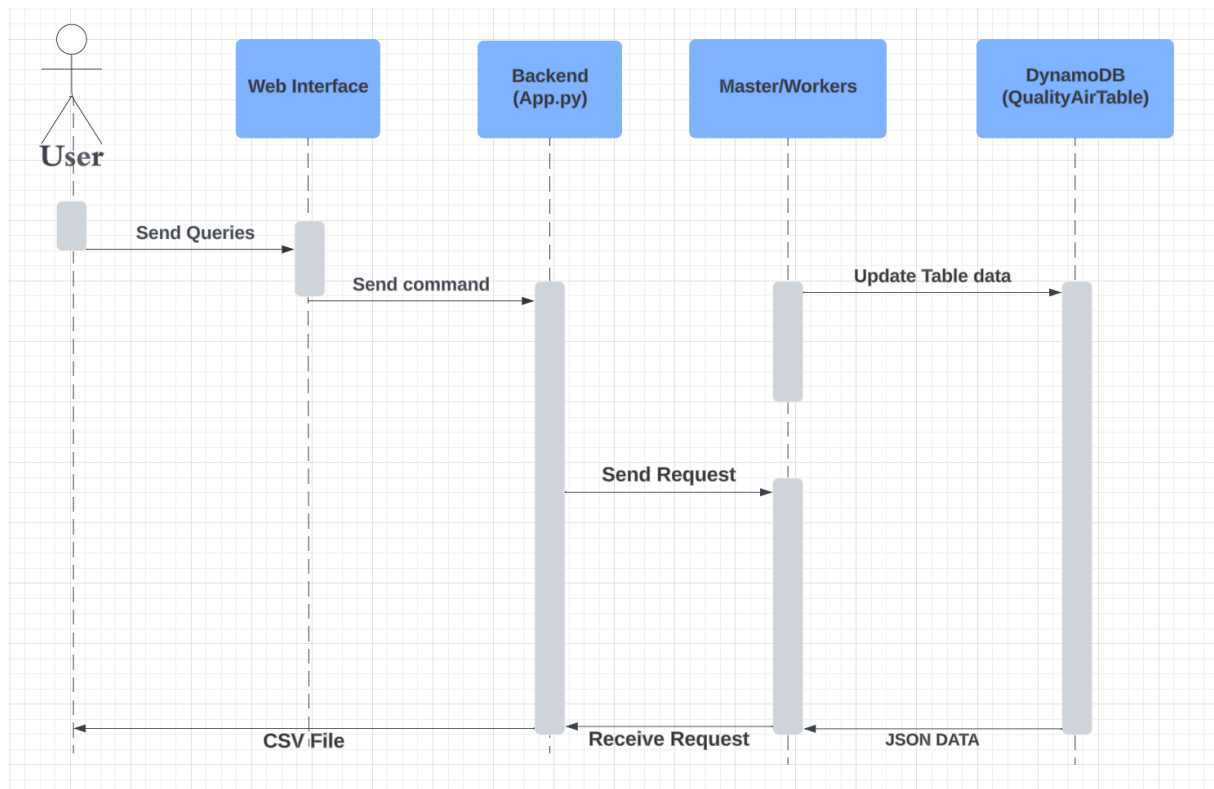 User
Web Interface
Backend
(App.py)
Master/Workers
DynamoDB
(QualityAirTable)
Send Queries
Send command
Update Table data
Send Request
CSV File
Receive Request
JSON DATA